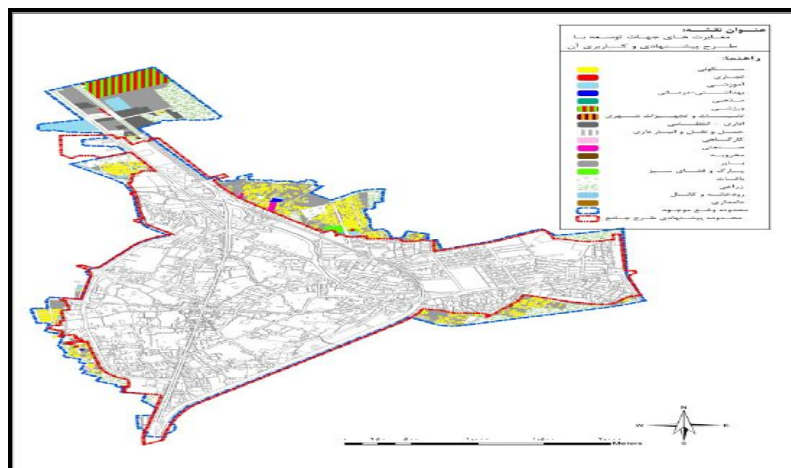 عنوان نقشه:
مغایرت های جهات توسعه با
طرح پیشنهادی و کاربری آن
راهنما:
مسکونی
تجاری
آموزشی
بهداشتی-درمانی
مذهبی
ورزشی
تاسیسات و تجهیزات شهری
اداری - انتظامی
حمل و نقل و انبارداری
کارگاهی
صنعتی
مخروبه
بایر
پارک و فضای سبز
باغات
زراعی
رودخانه و کانال
دامداری
محدوده وضع موجود
محدوده پیشنهادی طرح جامع
N
W
E
S
Meters